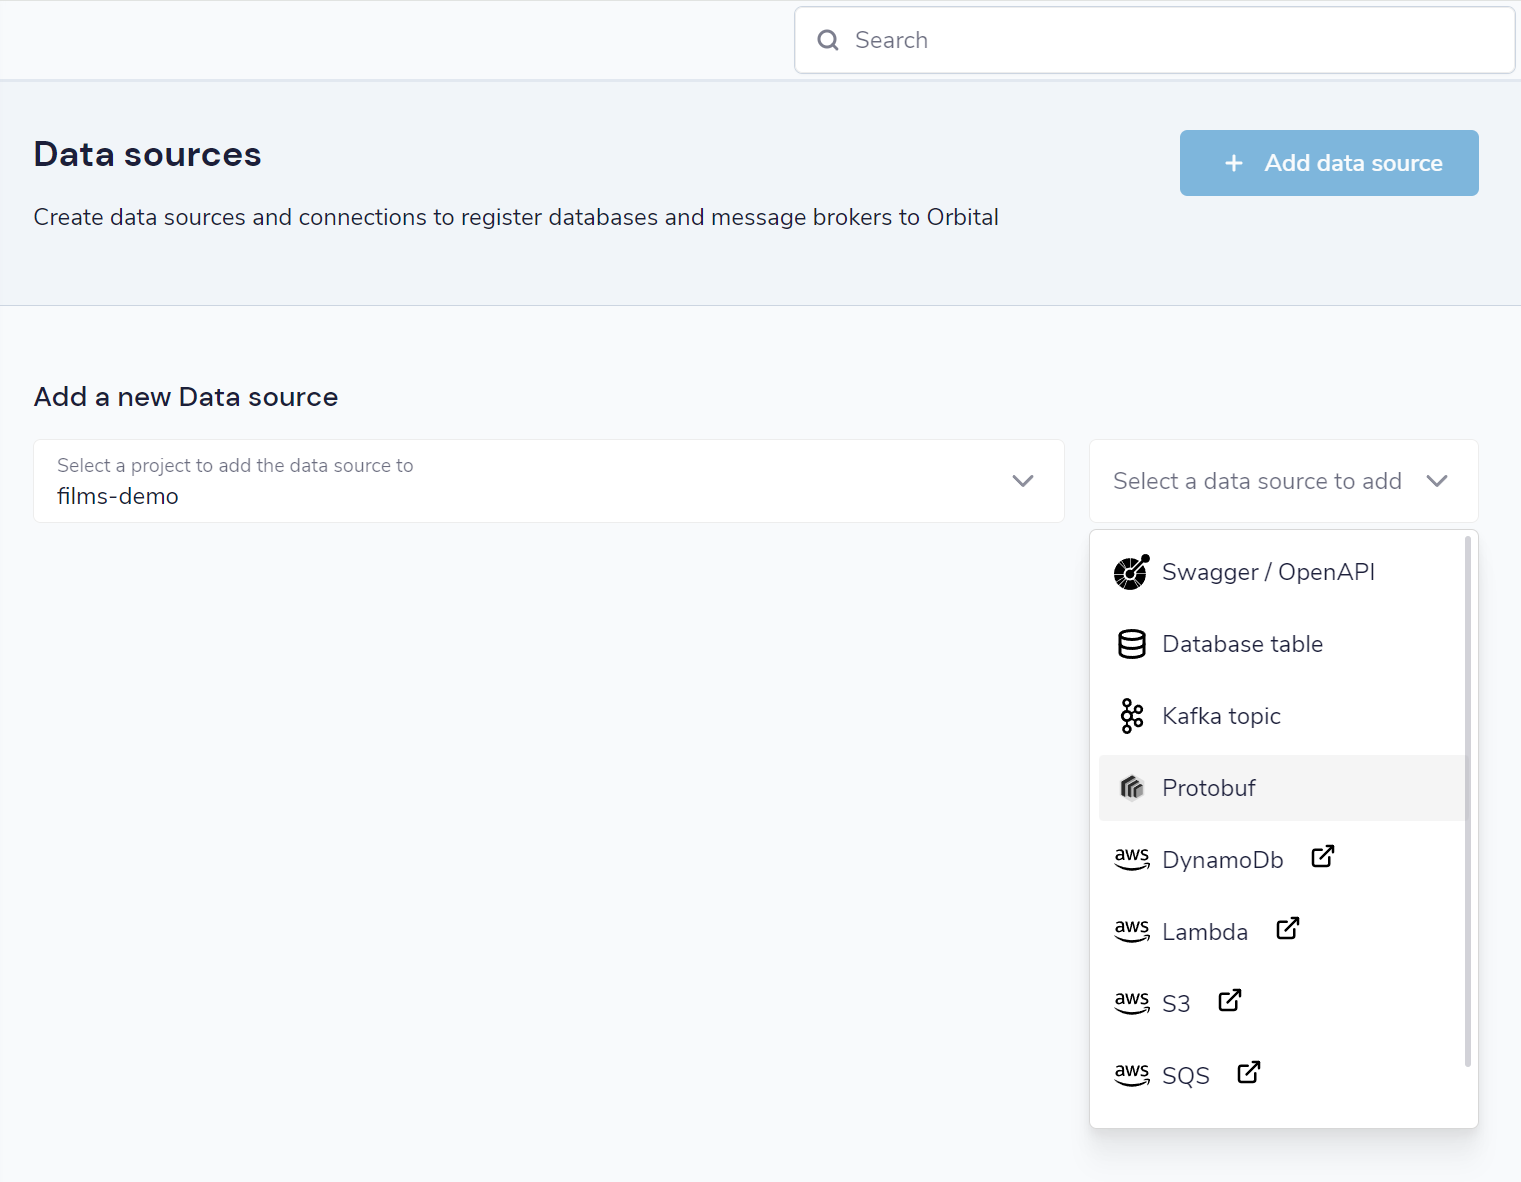 Search
Data sources
+ Add data source
Create data sources and connections to register databases and message brokers to Orbital
Add a new Data source
Select a project to add the data source to
films-demo
Select a data source to add
Swagger / OpenAPI
Database table
Kafka topic
Protobuf
aws DynamoDb
aws Lambda
aws S3
aws SQS